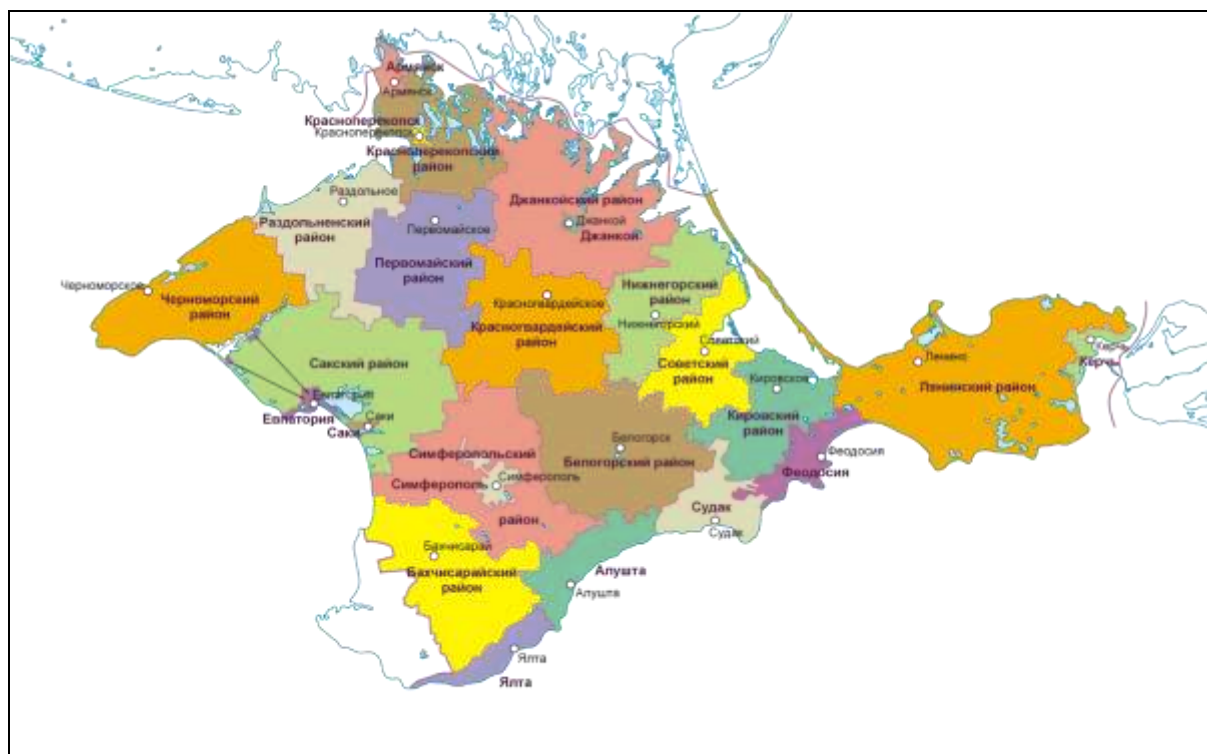 Армянск
Армянск
Красноперекопск
Красноперекопск
Красноперекопский
район
Раздольное
Раздольненский
район
Джанкойский район
Джанкой
Джанкой
Первомайское
Первомайский
район
Черноморское
Черноморский
район
Нижнегорский
район
Нижнегорский
Красногвардейское
Красногвардейский
район
Советский
Советский
район
Сакский район
Евпатория
Евпатория
Саки
Саки
Кировское
Кировский
район
Ленино
Ленинский район
Керчь
Керчь
Симферопольский
район
Симферополь
Симферополь
Белогорск
Белогорский район
Феодосия
Феодосия
Судак
Судак
Бахчисарай
Бахчисарайский
район
Алушта
Алушта
Ялта
Ялта